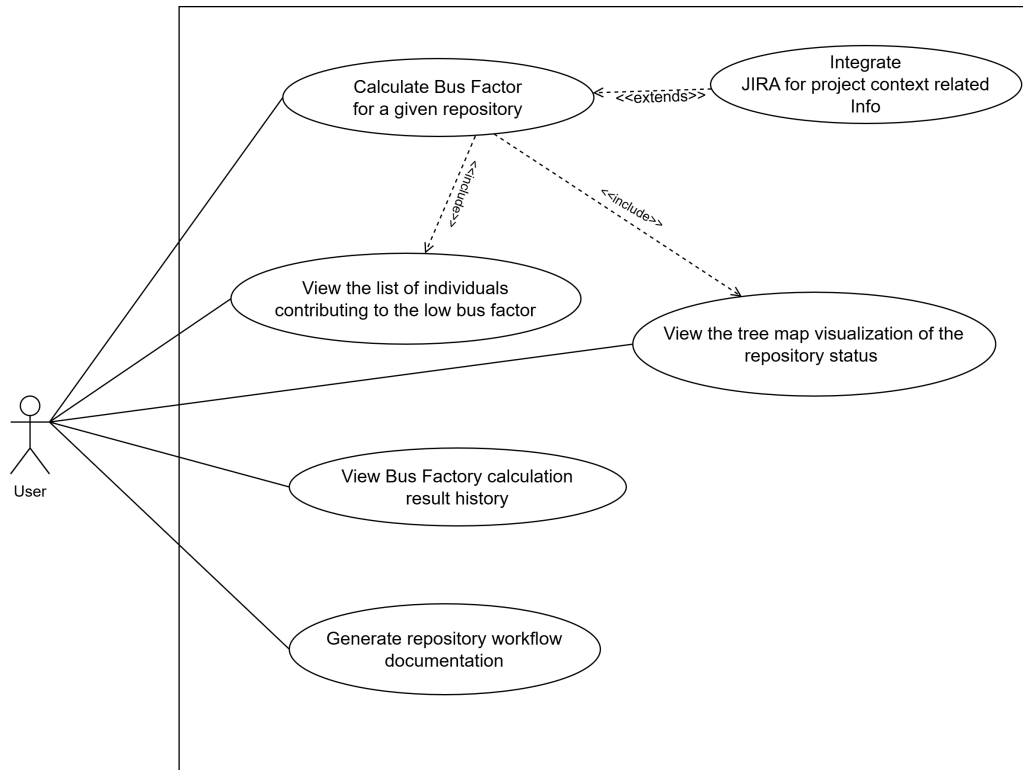 Calculate Bus Factor
for a given repository
Integrate
JIRA for project context related
Info
<<extends>>
<<include>>
<<include>>
View the list of individuals
contributing to the low bus factor
View the tree map visualization of the
repository status
User
View Bus Factory calculation
result history
Generate repository workflow
documentation